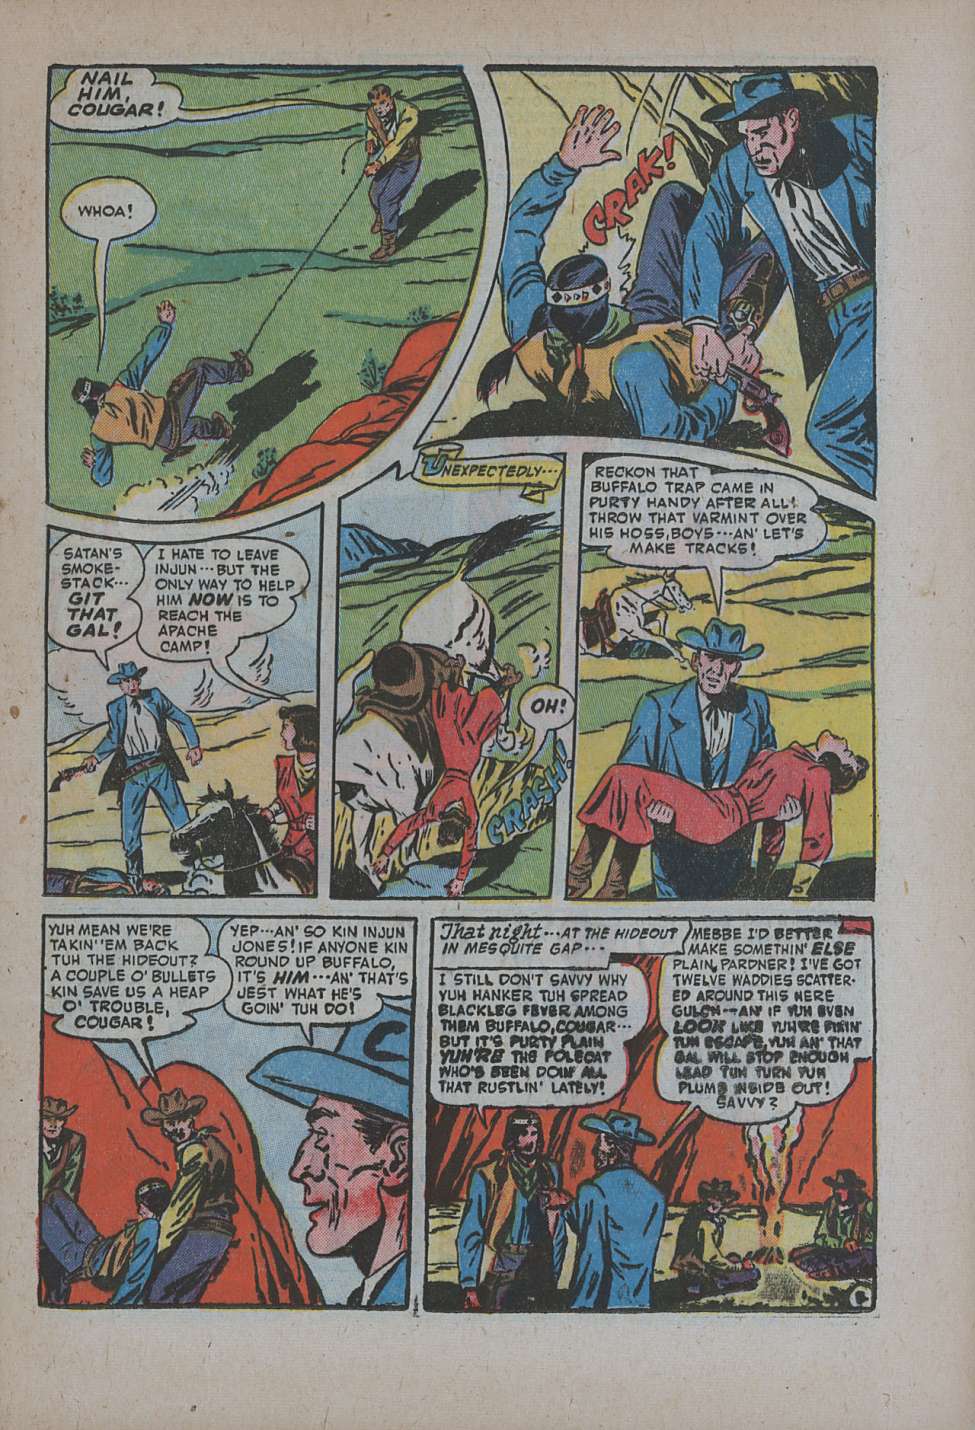 NAIL
HIM,
COUGAR!
WHOA!
CRAK!
SATAN'S
SMOKE-
STACK...
GIT
THAT
GAL!
I HATE TO LEAVE
INJUN...BUT THE
ONLY WAY TO HELP
HIM NOW IS TO
REACH THE
APACHE
CAMP!
UNEXPECTEDLY...
OH!
CRACK!
RECKON THAT
BUFFALO TRAP CAME IN
PURTY HANDY AFTER ALL!
THROW THAT VARMINT OVER
HIS HOSS, BOYS...AN' LET'S
MAKE TRACKS!
YUH MEAN WE'RE
TAKIN' 'EM BACK
TUH THE HIDEOUT?
A COUPLE O' BULLETS
KIN SAVE US A HEAP
O' TROUBLE,
COUGAR!
YEP...AN' SO KIN INJUN
JONES! IF ANYONE KIN
ROUND UP BUFFALO,
IT'S HIM...AN' THAT'S
JEST WHAT HE'S
GOIN' TUH DO!
That night...AT THE HIDEOUT
IN MESQUITE GAP...
I STILL DON'T SAVVY WHY
YUH HANKER TUH SPREAD
BLACKLEG FEVER AMONG
THEM BUFFALO, COUGAR...
BUT IT'S PURTY PLAIN
YUH'RE THE POLECAT
WHO'S BEEN DOIN' ALL
THAT RUSTLIN' LATELY!
MEBBE I'D BETTER
MAKE SOMETHIN' ELSE
PLAIN, PARDNER! I'VE GOT
TWELVE WADDIES SCATTER-
ED AROUND THIS HERE
GULCH...AN' IF YUH EVEN
LOOK LIKE YUH'RE FIXIN'
TUH ESCAPE, YUH AN' THAT
GAL WILL STOP ENOUGH
LEAD TUH TURN YUH
PLUMB INSIDE OUT!
SAVVY?